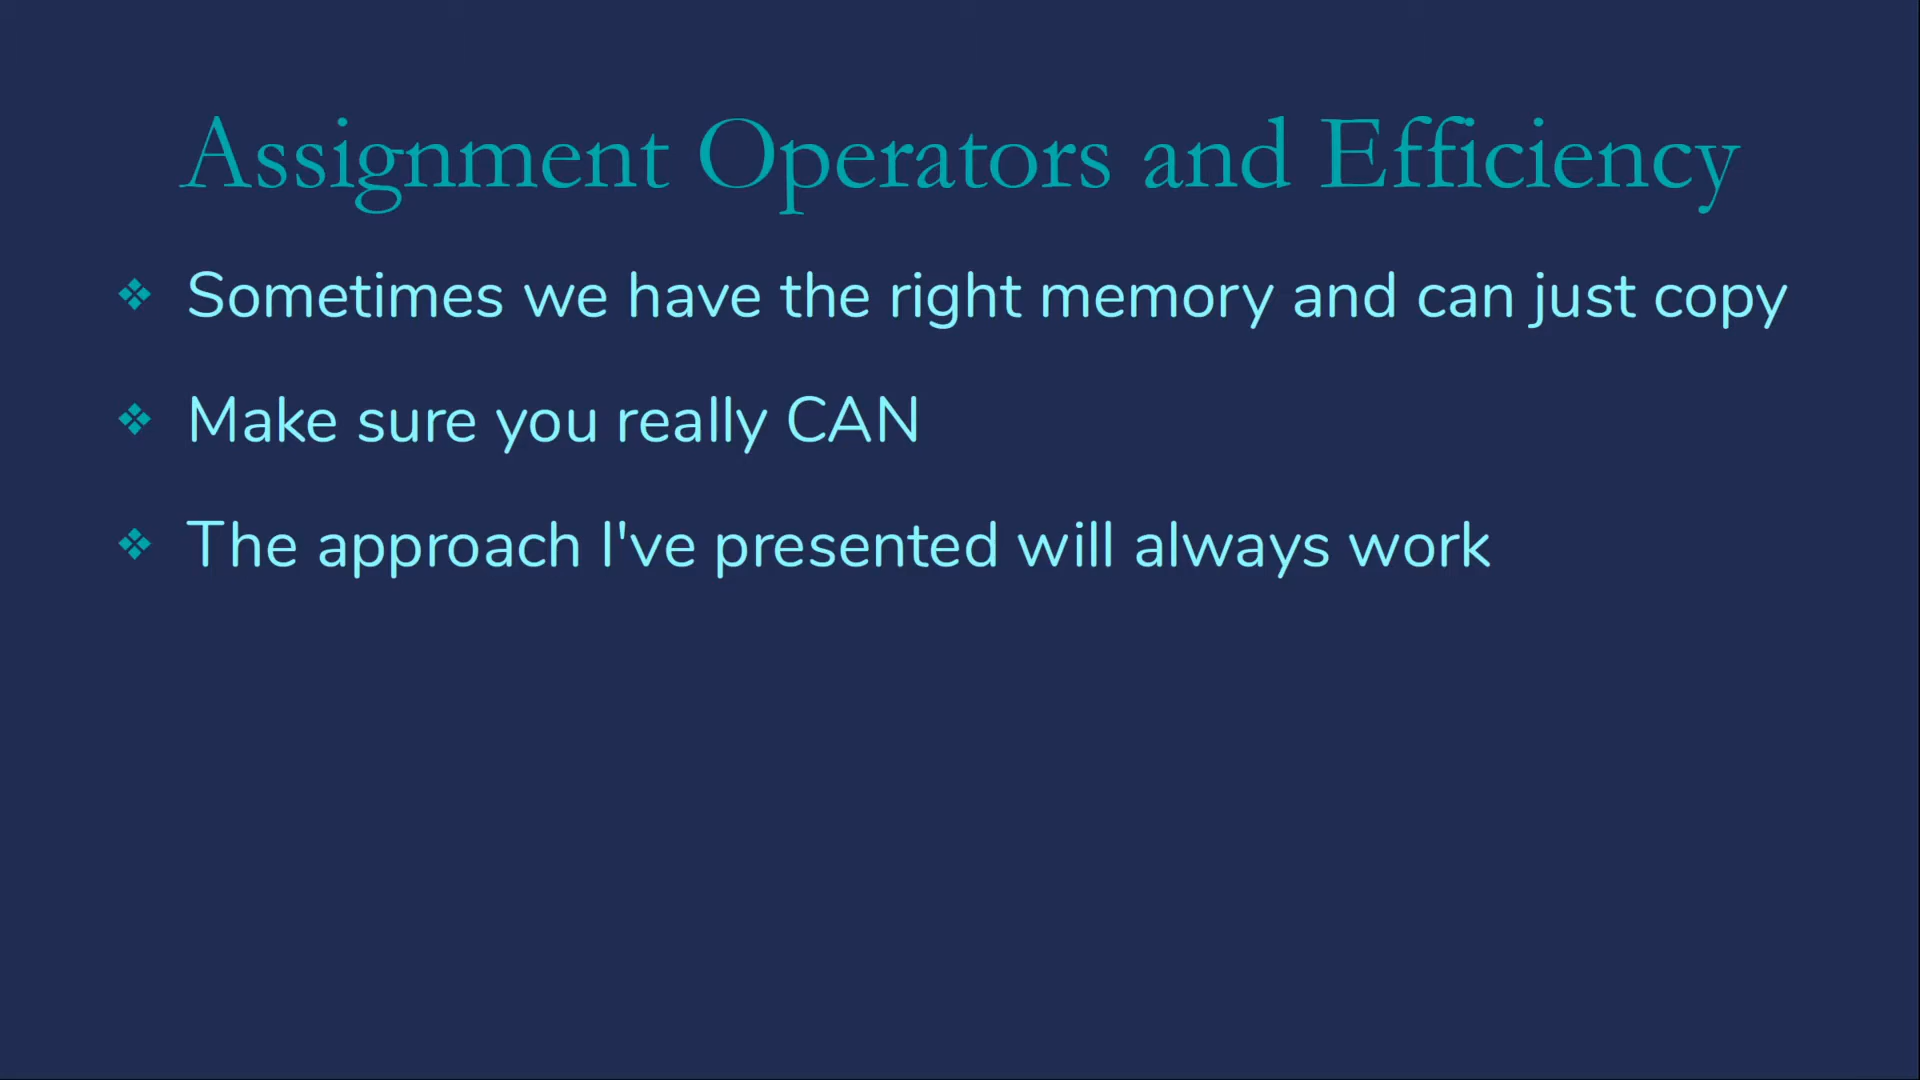 Assignment Operators and Efficiency
❖ Sometimes we have the right memory and can just copy
❖ Make sure you really CAN
❖ The approach I've presented will always work